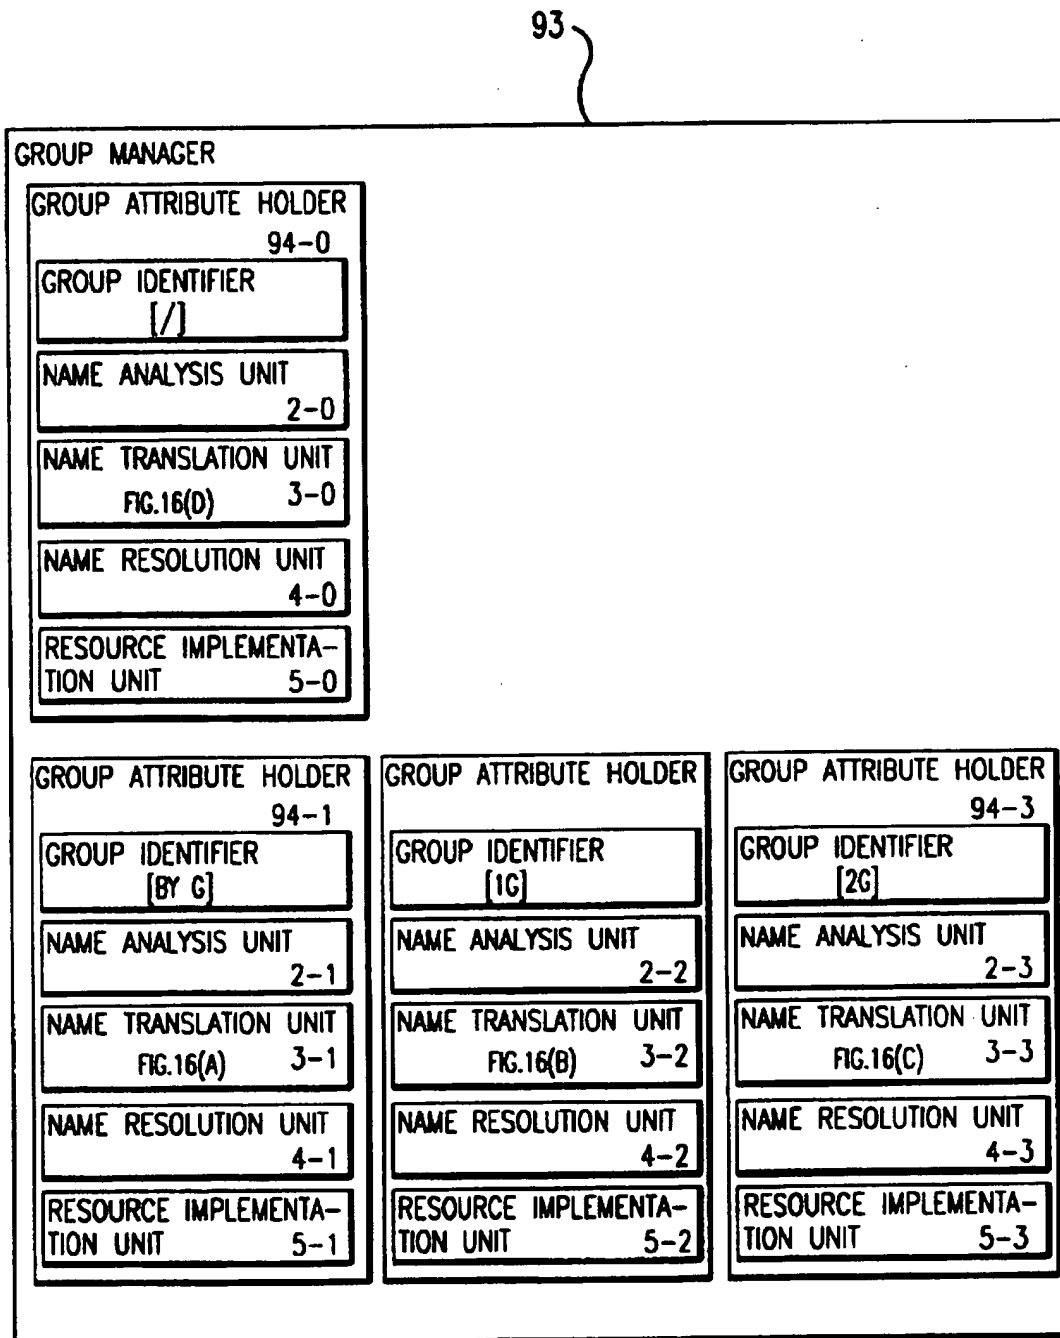 93
GROUP MANAGER
GROUP ATTRIBUTE HOLDER
94-0
GROUP IDENTIFIER
[/]
NAME ANALYSIS UNIT
2-0
NAME TRANSLATION UNIT
FIG.16(D) 3-0
NAME RESOLUTION UNIT
4-0
RESOURCE IMPLEMENTA-
TION UNIT 5-0
GROUP ATTRIBUTE HOLDER
94-1
GROUP IDENTIFIER
[BY G]
NAME ANALYSIS UNIT
2-1
NAME TRANSLATION UNIT
FIG.16(A) 3-1
NAME RESOLUTION UNIT
4-1
RESOURCE IMPLEMENTA-
TION UNIT 5-1
GROUP ATTRIBUTE HOLDER
GROUP IDENTIFIER
[1G]
NAME ANALYSIS UNIT
2-2
NAME TRANSLATION UNIT
FIG.16(B) 3-2
NAME RESOLUTION UNIT
4-2
RESOURCE IMPLEMENTA-
TION UNIT 5-2
GROUP ATTRIBUTE HOLDER
94-3
GROUP IDENTIFIER
[2G]
NAME ANALYSIS UNIT
2-3
NAME TRANSLATION UNIT
FIG.16(C) 3-3
NAME RESOLUTION UNIT
4-3
RESOURCE IMPLEMENTA-
TION UNIT 5-3